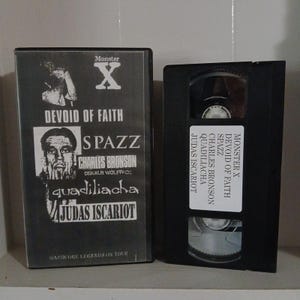 Monster
X
DEVOID OF FAITH
SPAZZ
CHARLES BRONSON
quadiliacha
JUDAS ISCARIOT
MONSTER X
DEVOID OF FAITH
SPAZZ
CHARLES BRONSON
QUADILIACHA
JUDAS ISCARIOT